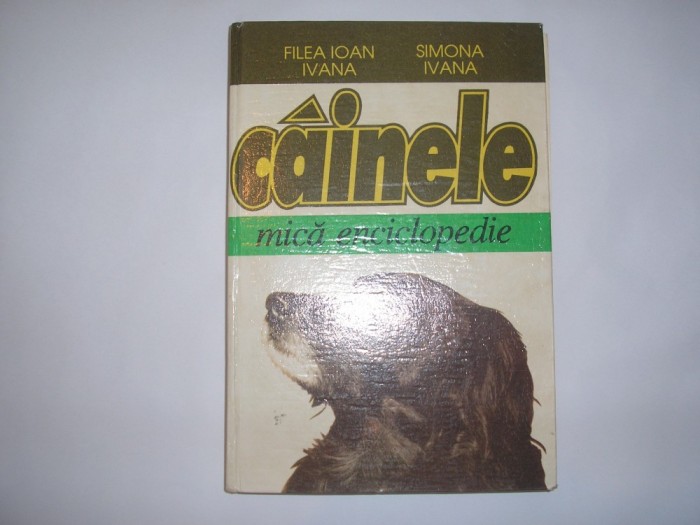 FILEA IOAN SIMONA
IVANA IVANA
câinele
mică enciclopedie